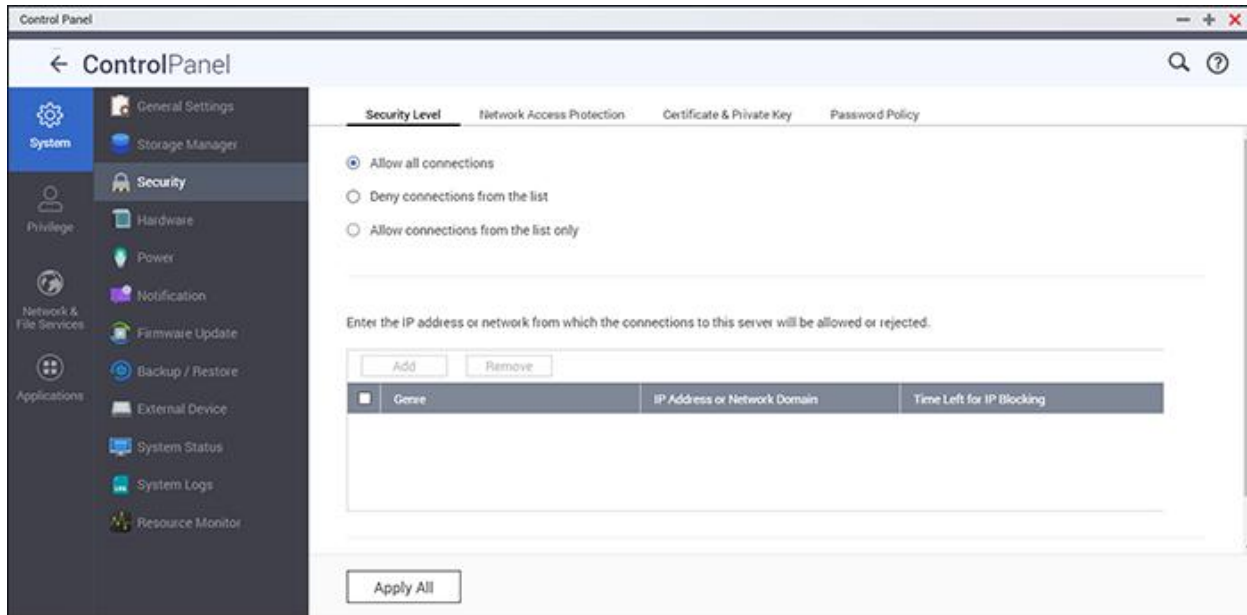 Control Panel
ControlPanel
System
Privilege
Network &
File Services
Applications
General Settings
Storage Manager
Security
Hardware
Power
Notification
Firmware Update
Backup / Restore
External Device
System Status
System Logs
Resource Monitor
Security Level Network Access Protection Certificate & Private Key Password Policy
Allow all connections
Deny connections from the list
Allow connections from the list only
Enter the IP address or network from which the connections to this server will be allowed or rejected.
Add Remove
Genre IP Address or Network Domain Time Left for IP Blocking
Apply All